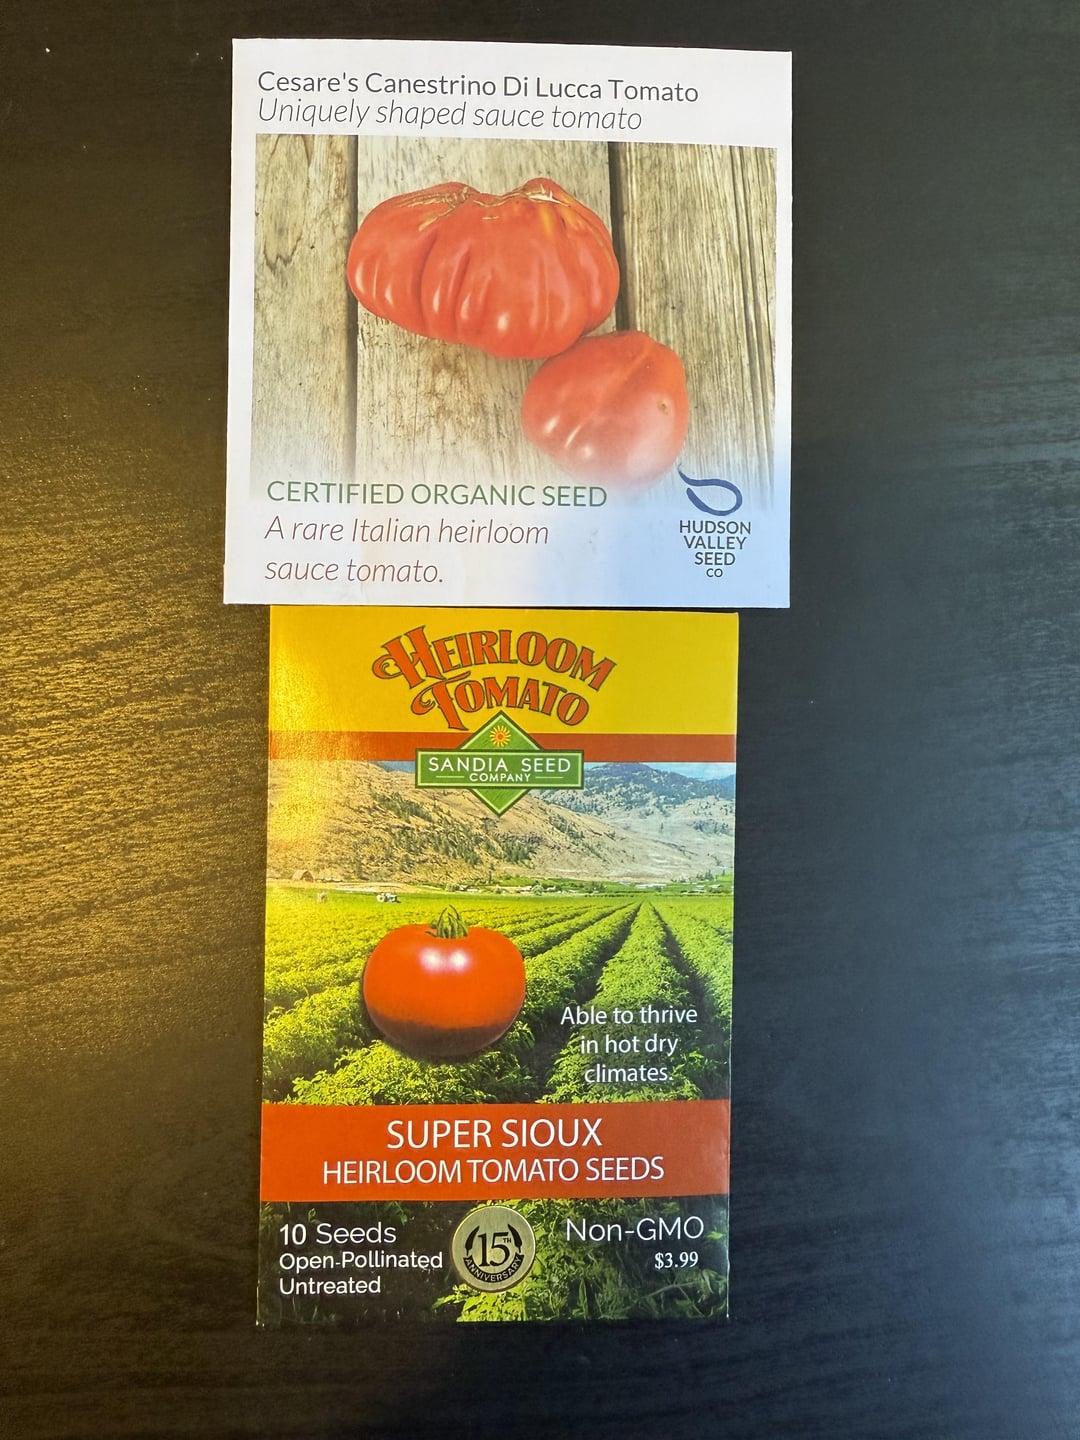 Cesare's Canestrino Di Lucca Tomato
Uniquely shaped sauce tomato
CERTIFIED ORGANIC SEED
A rare Italian heirloom
sauce tomato.
HUDSON
VALLEY
SEED
CO
HEIRLOOM
TOMATO
SANDIA SEED
COMPANY
Able to thrive
in hot dry
climates.
SUPER SIOUX
HEIRLOOM TOMATO SEEDS
10 Seeds
Open-Pollinated
Untreated
15TH
ANNIVERSARY
Non-GMO
$3.99